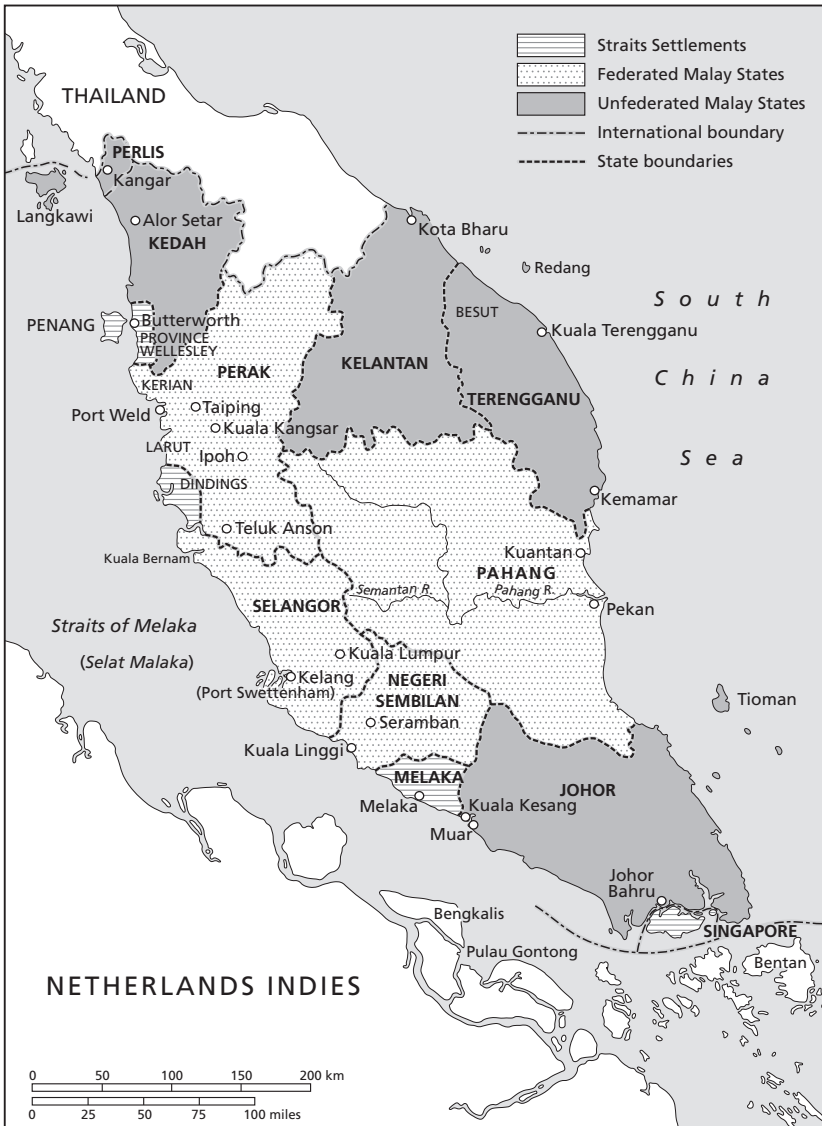 Straits Settlements
Federated Malay States
Unfederated Malay States
International boundary
State boundaries
THAILAND
PERLIS
Kangar
Langkawi
Alor Setar
KEDAH
Kota Bharu
Redang
South
China
Sea
BESUT
PENANG
Butterworth
PROVINCE
WELLESLEY
Kuala Terengganu
KELANTAN
PERAK
KERIAN
TERENGGANU
Port Weld
Taiping
Kuala Kangsar
LARUT
Ipoh
DINDINGS
Kemamar
Teluk Anson
Kuala Bernam
Kuantan
PAHANG
Semantan R.
Pahang R.
SELANGOR
Pekan
Straits of Melaka
(Selat Malaka)
Kuala Lumpur
Kelang
(Port Swettenham)
NEGERI
SEMBILAN
Seramban
Tioman
Kuala Linggi
MELAKA
JOHOR
Melaka
Kuala Kesang
Muar
Johor
Bahru
SINGAPORE
Bengkalis
Pulau Gontong
Bentan
NETHERLANDS INDIES
0 50 100 150 200 km
0 25 50 75 100 miles